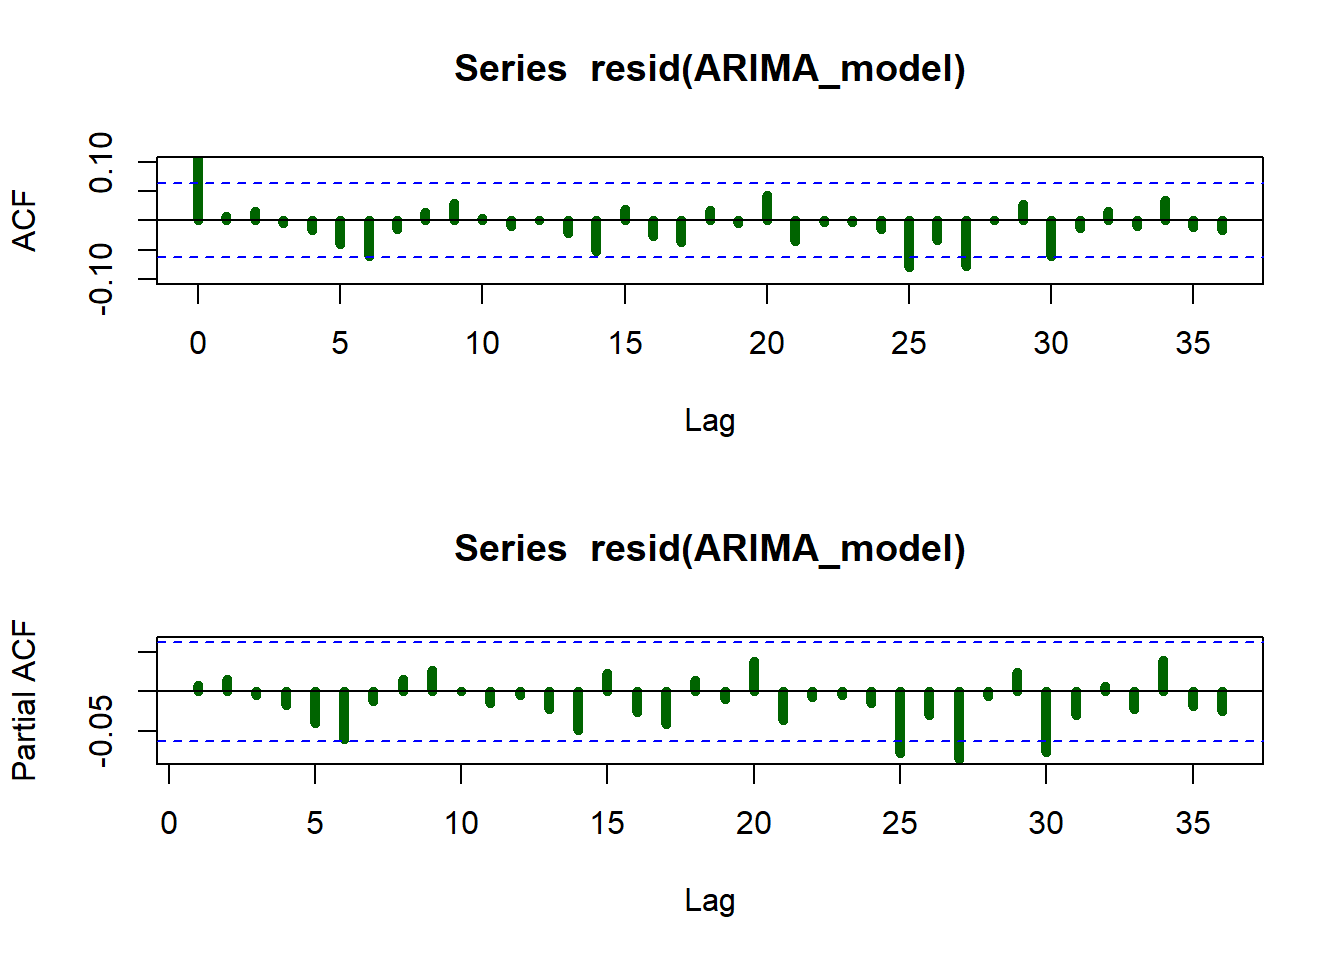 Series  resid(ARIMA_model)
ACF
0.10
-0.10
0 5 10 15 20 25 30 35
Lag
Series  resid(ARIMA_model)
Partial ACF
-0.05
0 5 10 15 20 25 30 35
Lag